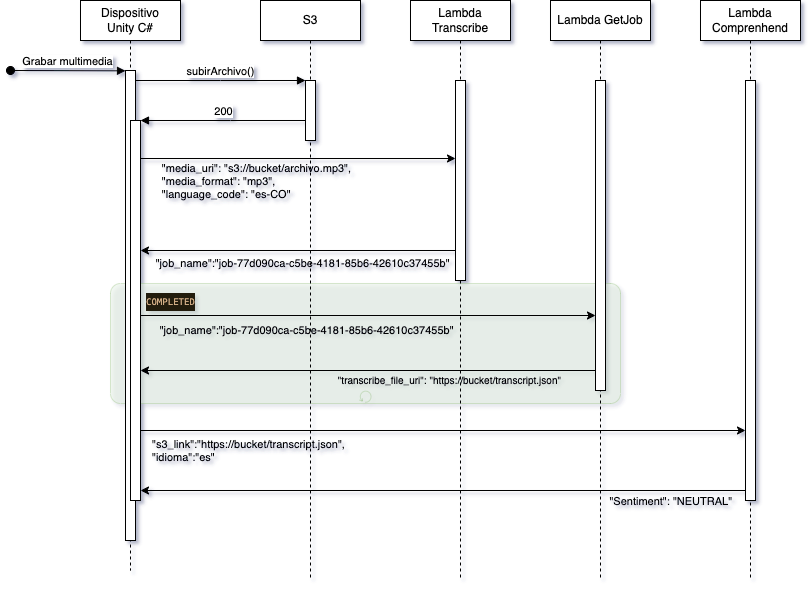 Dispositivo
Unity C#
S3
Lambda
Transcribe
Lambda GetJob
Lambda
Comprenhend
Grabar multimedia
subirArchivo()
200
"media_uri": "s3://bucket/archivo.mp3",
"media_format": "mp3",
"language_code": "es-CO"
"job_name":"job-77d090ca-c5be-4181-85b6-42610c37455b"
COMPLETED
"job_name":"job-77d090ca-c5be-4181-85b6-42610c37455b"
"transcribe_file_uri": "https://bucket/transcript.json"
"s3_link":"https://bucket/transcript.json",
"idioma":"es"
"Sentiment": "NEUTRAL"